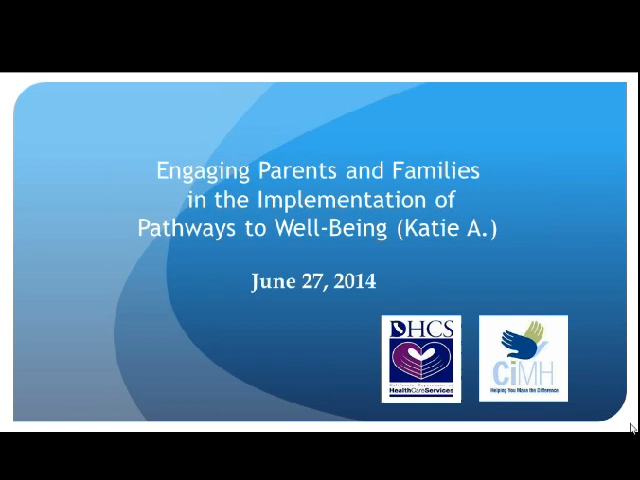 Engaging Parents and Families
in the Implementation of
Pathways to Well-Being (Katie A.)
June 27, 2014
DHCS
HealthCareServices
CiMH
Helping You Make the Difference